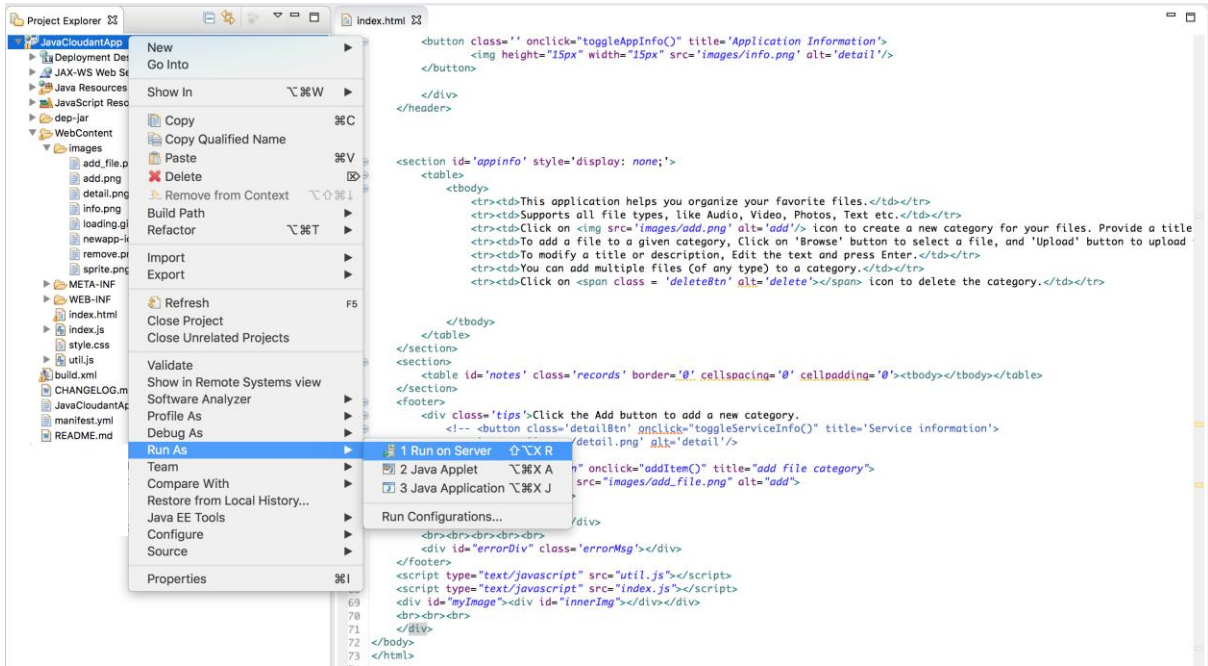 Project Explorer
JavaCloudantApp
Deployment Des
JAX-WS Web Se
Java Resources
JavaScript Reso
dep-jar
WebContent
images
add_file.p
add.png
detail.png
info.png
loading.gi
newapp-i
remove.p
sprite.png
META-INF
WEB-INF
index.html
index.js
style.css
util.js
build.xml
CHANGELOG.m
JavaCloudantAp
manifest.yml
README.md
New
Go Into
Show In ⌥⌘W
Copy ⌘C
Copy Qualified Name
Paste ⌘V
Delete ⌦
Remove from Context ⌥⇧⌘↓
Build Path
Refactor ⌥⌘T
Import
Export
Refresh F5
Close Project
Close Unrelated Projects
Validate
Show in Remote Systems view
Software Analyzer
Profile As
Debug As
Run As
Team
Compare With
Restore from Local History...
Java EE Tools
Configure
Source
Properties ⌘I
1 Run on Server ⇧⌥X R
2 Java Applet ⌥⌘X A
3 Java Application ⌥⌘X J
Run Configurations...
index.html
<button class='' onclick="toggleAppInfo()" title='Application Information'>
<img height="15px" width="15px" src='images/info.png' alt='detail'/>
</button>
</div>
</header>
<section id='appinfo' style='display: none;'>
<table>
<tbody>
<tr><td>This application helps you organize your favorite files.</td></tr>
<tr><td>Supports all file types, like Audio, Video, Photos, Text etc.</td></tr>
<tr><td>Click on <img src='images/add.png' alt='add'/> icon to create a new category for your files. Provide a title
<tr><td>To add a file to a given category, Click on 'Browse' button to select a file, and 'Upload' button to upload
<tr><td>To modify a title or description, Edit the text and press Enter.</td></tr>
<tr><td>You can add multiple files (of any type) to a category.</td></tr>
<tr><td>Click on <span class = 'deleteBtn' alt='delete'></span> icon to delete the category.</td></tr>
</tbody>
</table>
</section>
<section>
<table id='notes' class='records' border='0' cellspacing='0' cellpadding='0'><tbody></tbody></table>
</section>
<footer>
<div class='tips'>Click the Add button to add a new category.
<!-- <button class='detailBtn' onclick="toggleServiceInfo()" title='Service information'>
/detail.png' alt='detail'/>
" onclick="addItem()" title="add file category">
src="images/add_file.png" alt="add">
>
/div>
<br><br><br><br><br>
<div id="errorDiv" class='errorMsg'></div>
</footer>
<script type="text/javascript" src="util.js"></script>
<script type="text/javascript" src="index.js"></script>
69 <div id="myImage"><div id="innerImg"></div></div>
70 <br><br><br>
71 </div>
72 </body>
73 </html>